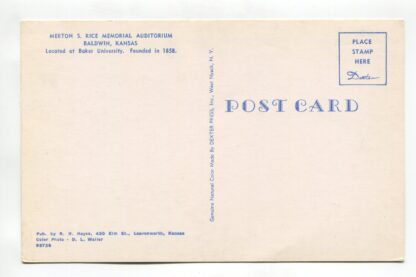 MERTON S. RICE MEMORIAL AUDITORIUM
BALDWIN, KANSAS
Located at Baker University. Founded in 1858.
PLACE
STAMP
HERE
Dexter
POST CARD
Genuine Natural Color Made By DEXTER PRESS, Inc., West Nyack, N. Y.
Pub. by R. H. Hayes, 420 Elm St., Leavenworth, Kansas
Color Photo - D. L. Waller